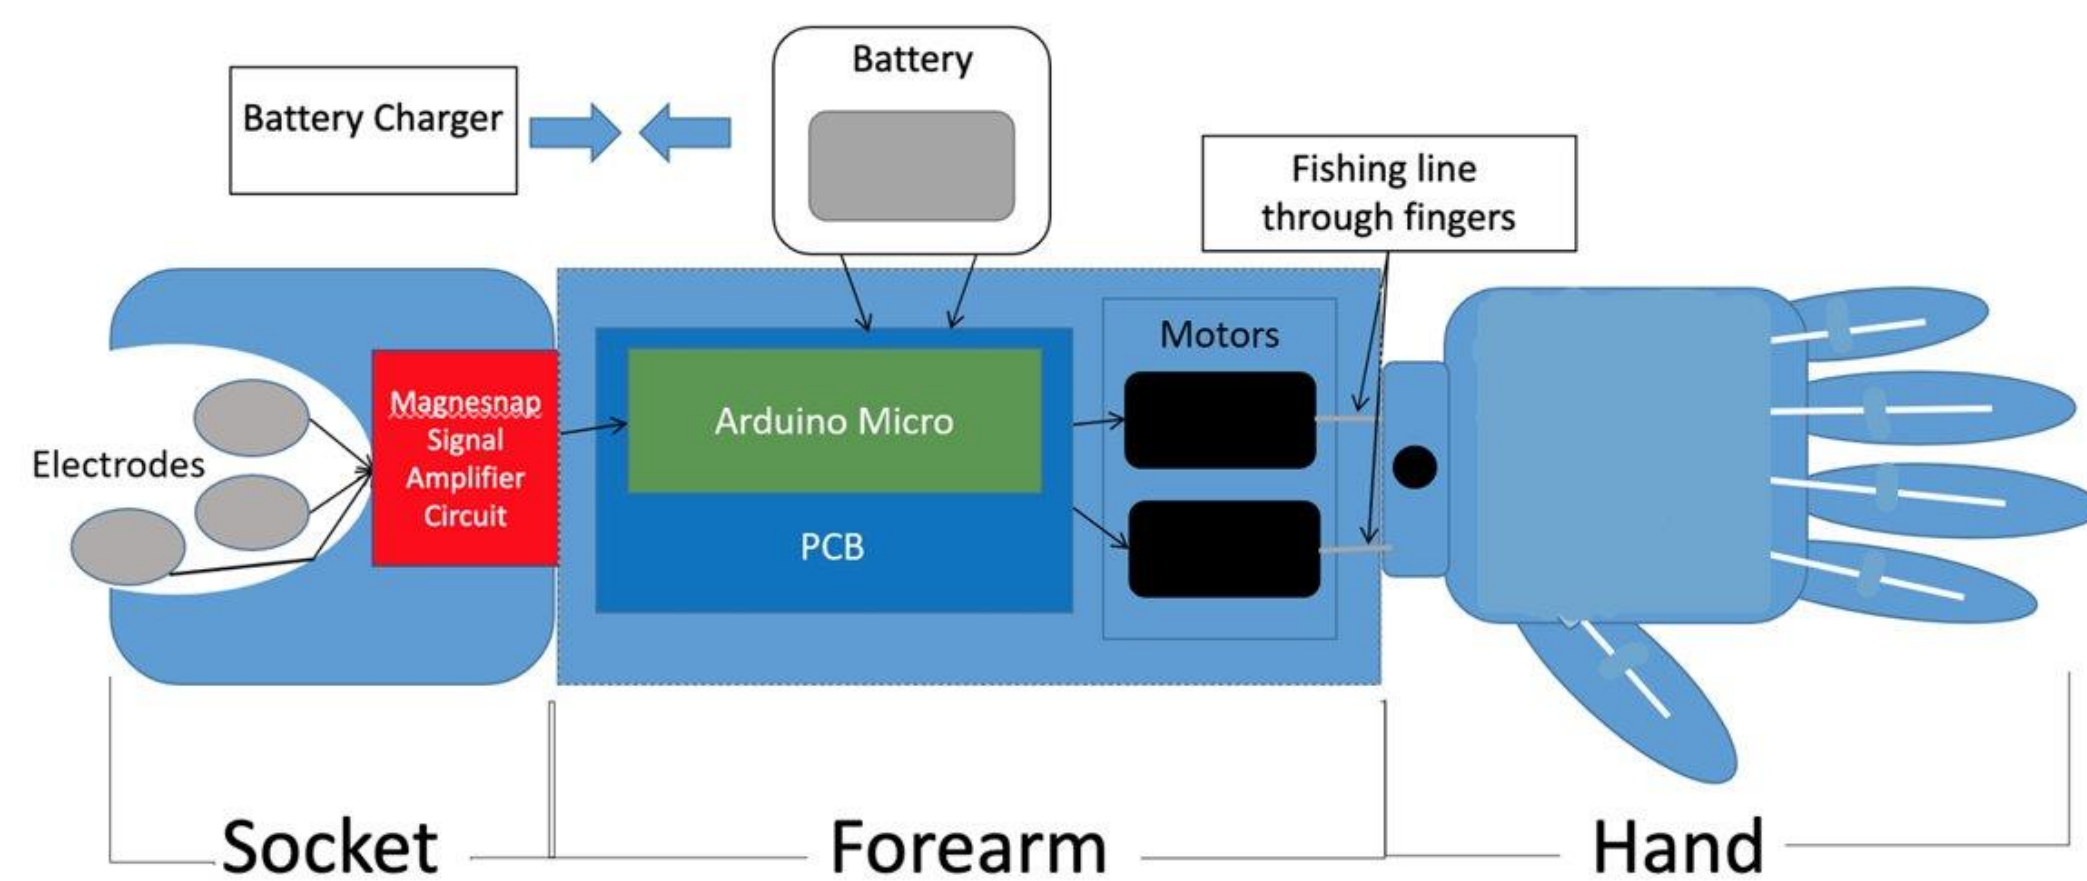 Battery Charger
Battery
Fishing line
through fingers
Electrodes
Magnesnap
Signal
Amplifier
Circuit
Arduino Micro
PCB
Motors
Socket
Forearm
Hand